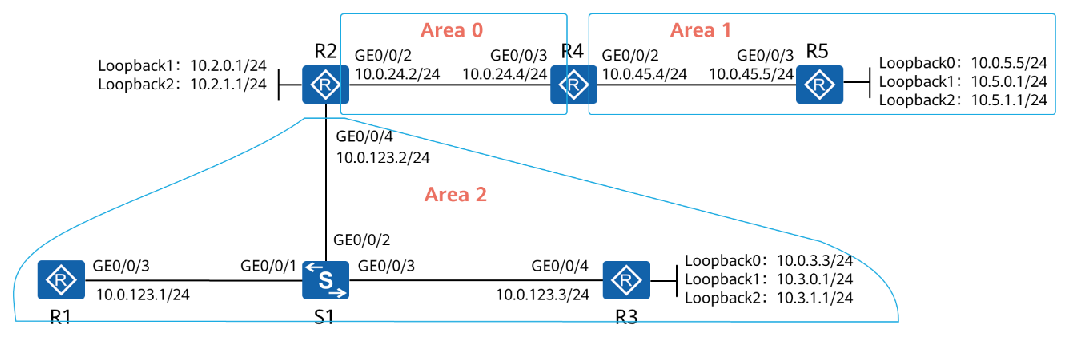 Area 0
Area 1
R2
GE0/0/2
GE0/0/3
R4
GE0/0/2
GE0/0/3
R5
Loopback1： 10.2.0.1/24
Loopback2： 10.2.1.1/24
R
10.0.24.2/24
10.0.24.4/24
R
10.0.45.4/24
10.0.45.5/24
R
Loopback0： 10.0.5.5/24
Loopback1： 10.5.0.1/24
Loopback2： 10.5.1.1/24
GE0/0/4
10.0.123.2/24
Area 2
GE0/0/2
R
GE0/0/3
10.0.123.1/24
GE0/0/1
S
GE0/0/3
GE0/0/4
10.0.123.3/24
R
Loopback0： 10.0.3.3/24
Loopback1： 10.3.0.1/24
Loopback2： 10.3.1.1/24
R1
S1
R3